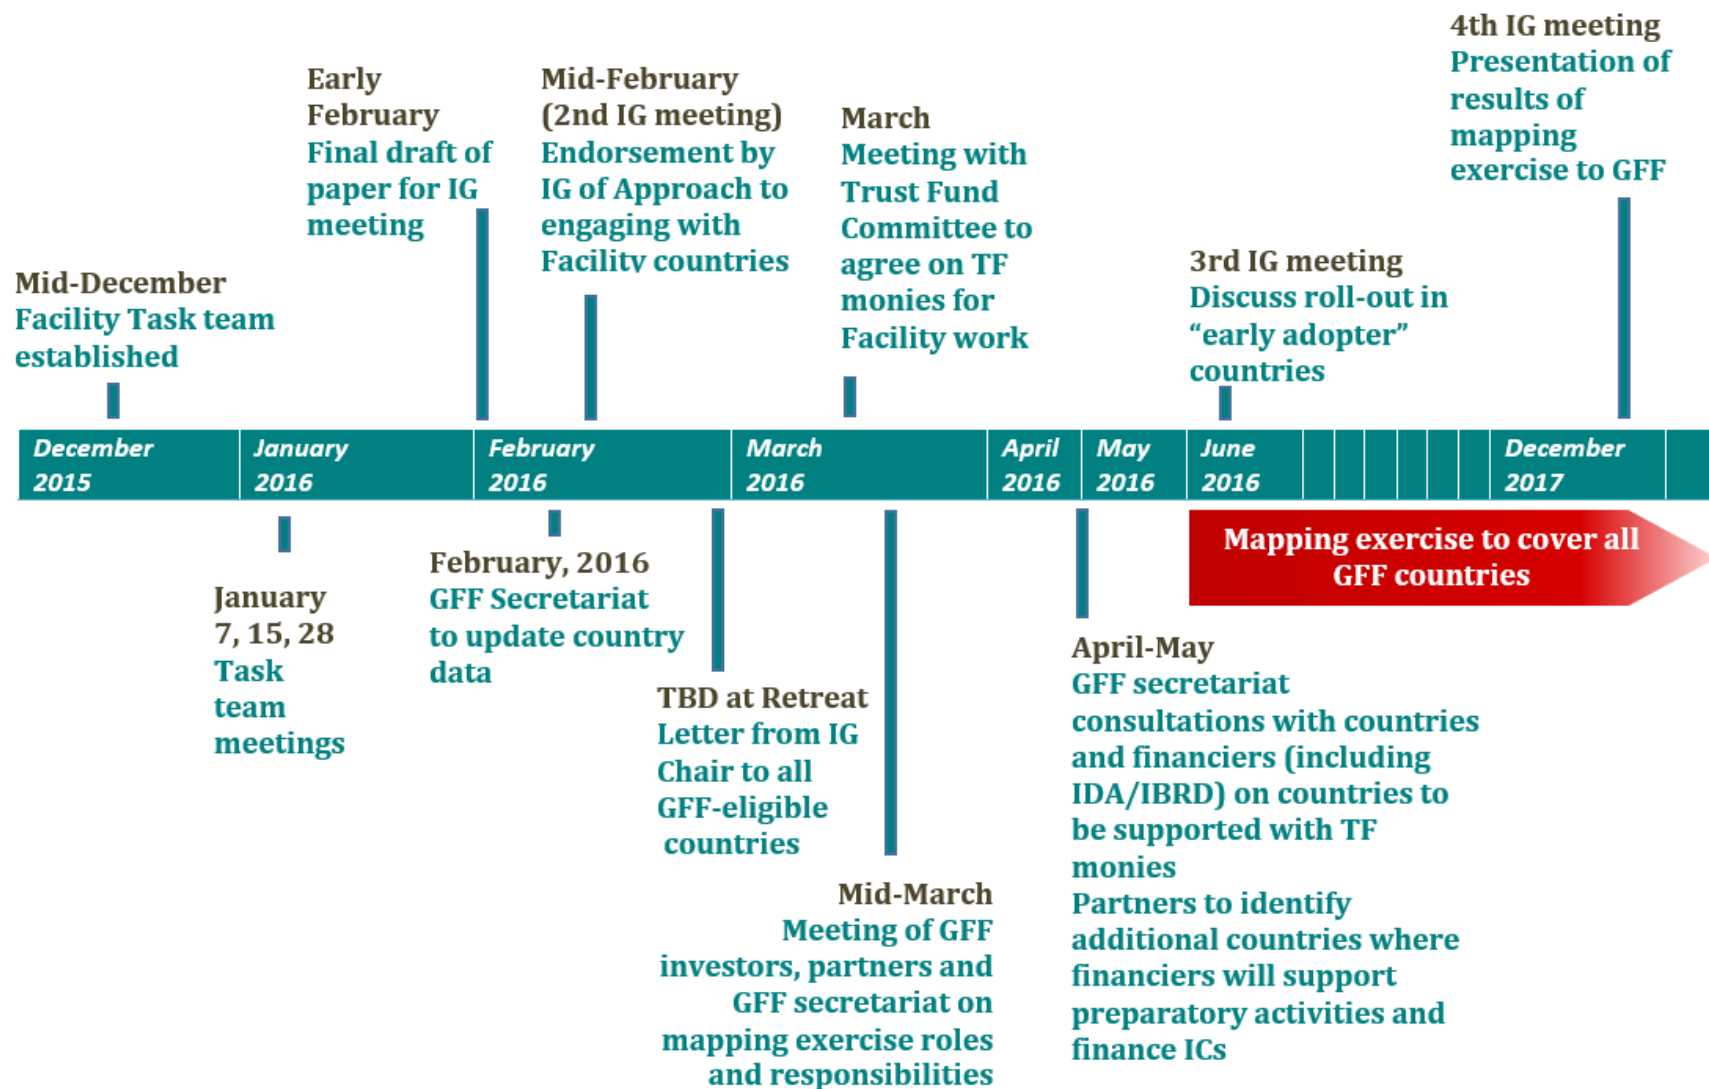 4th IG meeting
Presentation of
results of
mapping
exercise to GFF
Early
February
Final draft of
paper for IG
meeting
Mid-February
(2nd IG meeting)
Endorsement by
IG of Approach to
engaging with
Facility countries
March
Meeting with
Trust Fund
Committee to
agree on TF
monies for
Facility work
Mid-December
Facility Task team
established
3rd IG meeting
Discuss roll-out in
“early adopter”
countries
December
2015
January
2016
February
2016
March
2016
April
2016
May
2016
June
2016
December
2017
Mapping exercise to cover all
GFF countries
January
7, 15, 28
Task
team
meetings
February, 2016
GFF Secretariat
to update country
data
TBD at Retreat
Letter from IG
Chair to all
GFF-eligible
countries
Mid-March
Meeting of GFF
investors, partners and
GFF secretariat on
mapping exercise roles
and responsibilities
April-May
GFF secretariat
consultations with countries
and financiers (including
IDA/IBRD) on countries to
be supported with TF
monies
Partners to identify
additional countries where
financiers will support
preparatory activities and
finance ICs